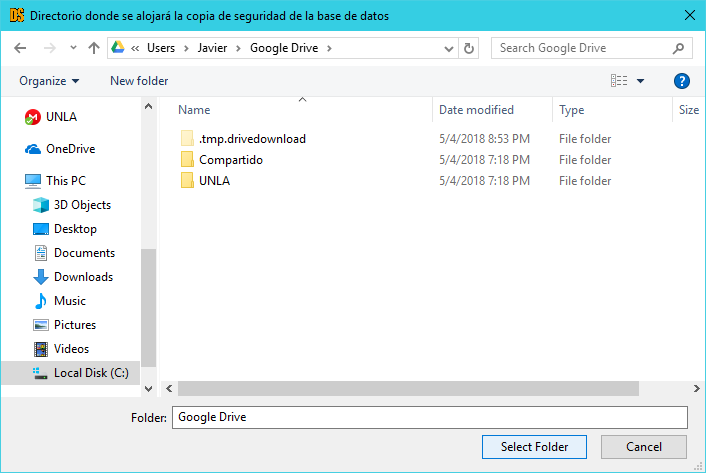 DS Directorio donde se alojará la copia de seguridad de la base de datos
« Users > Javier > Google Drive >
Search Google Drive
Organize
New folder
?
Name
Date modified
Type
Size
.tmp.drivedownload 5/4/2018 8:53 PM File folder
Compartido 5/4/2018 7:18 PM File folder
UNLA 5/4/2018 7:18 PM File folder
UNLA
OneDrive
This PC
3D Objects
Desktop
Documents
Downloads
Music
Pictures
Videos
Local Disk (C:)
Folder: Google Drive
Select Folder
Cancel